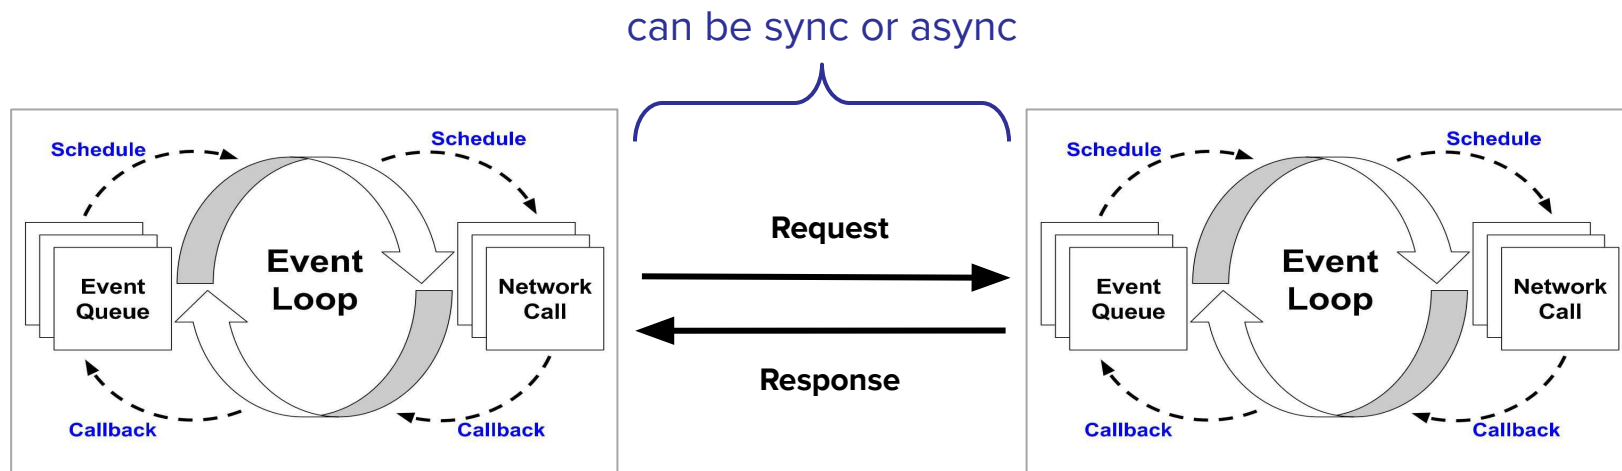 can be sync or async
Schedule
Schedule
Event
Loop
Event
Queue
Network
Call
Callback
Callback
Request
Response
Schedule
Schedule
Event
Loop
Event
Queue
Network
Call
Callback
Callback